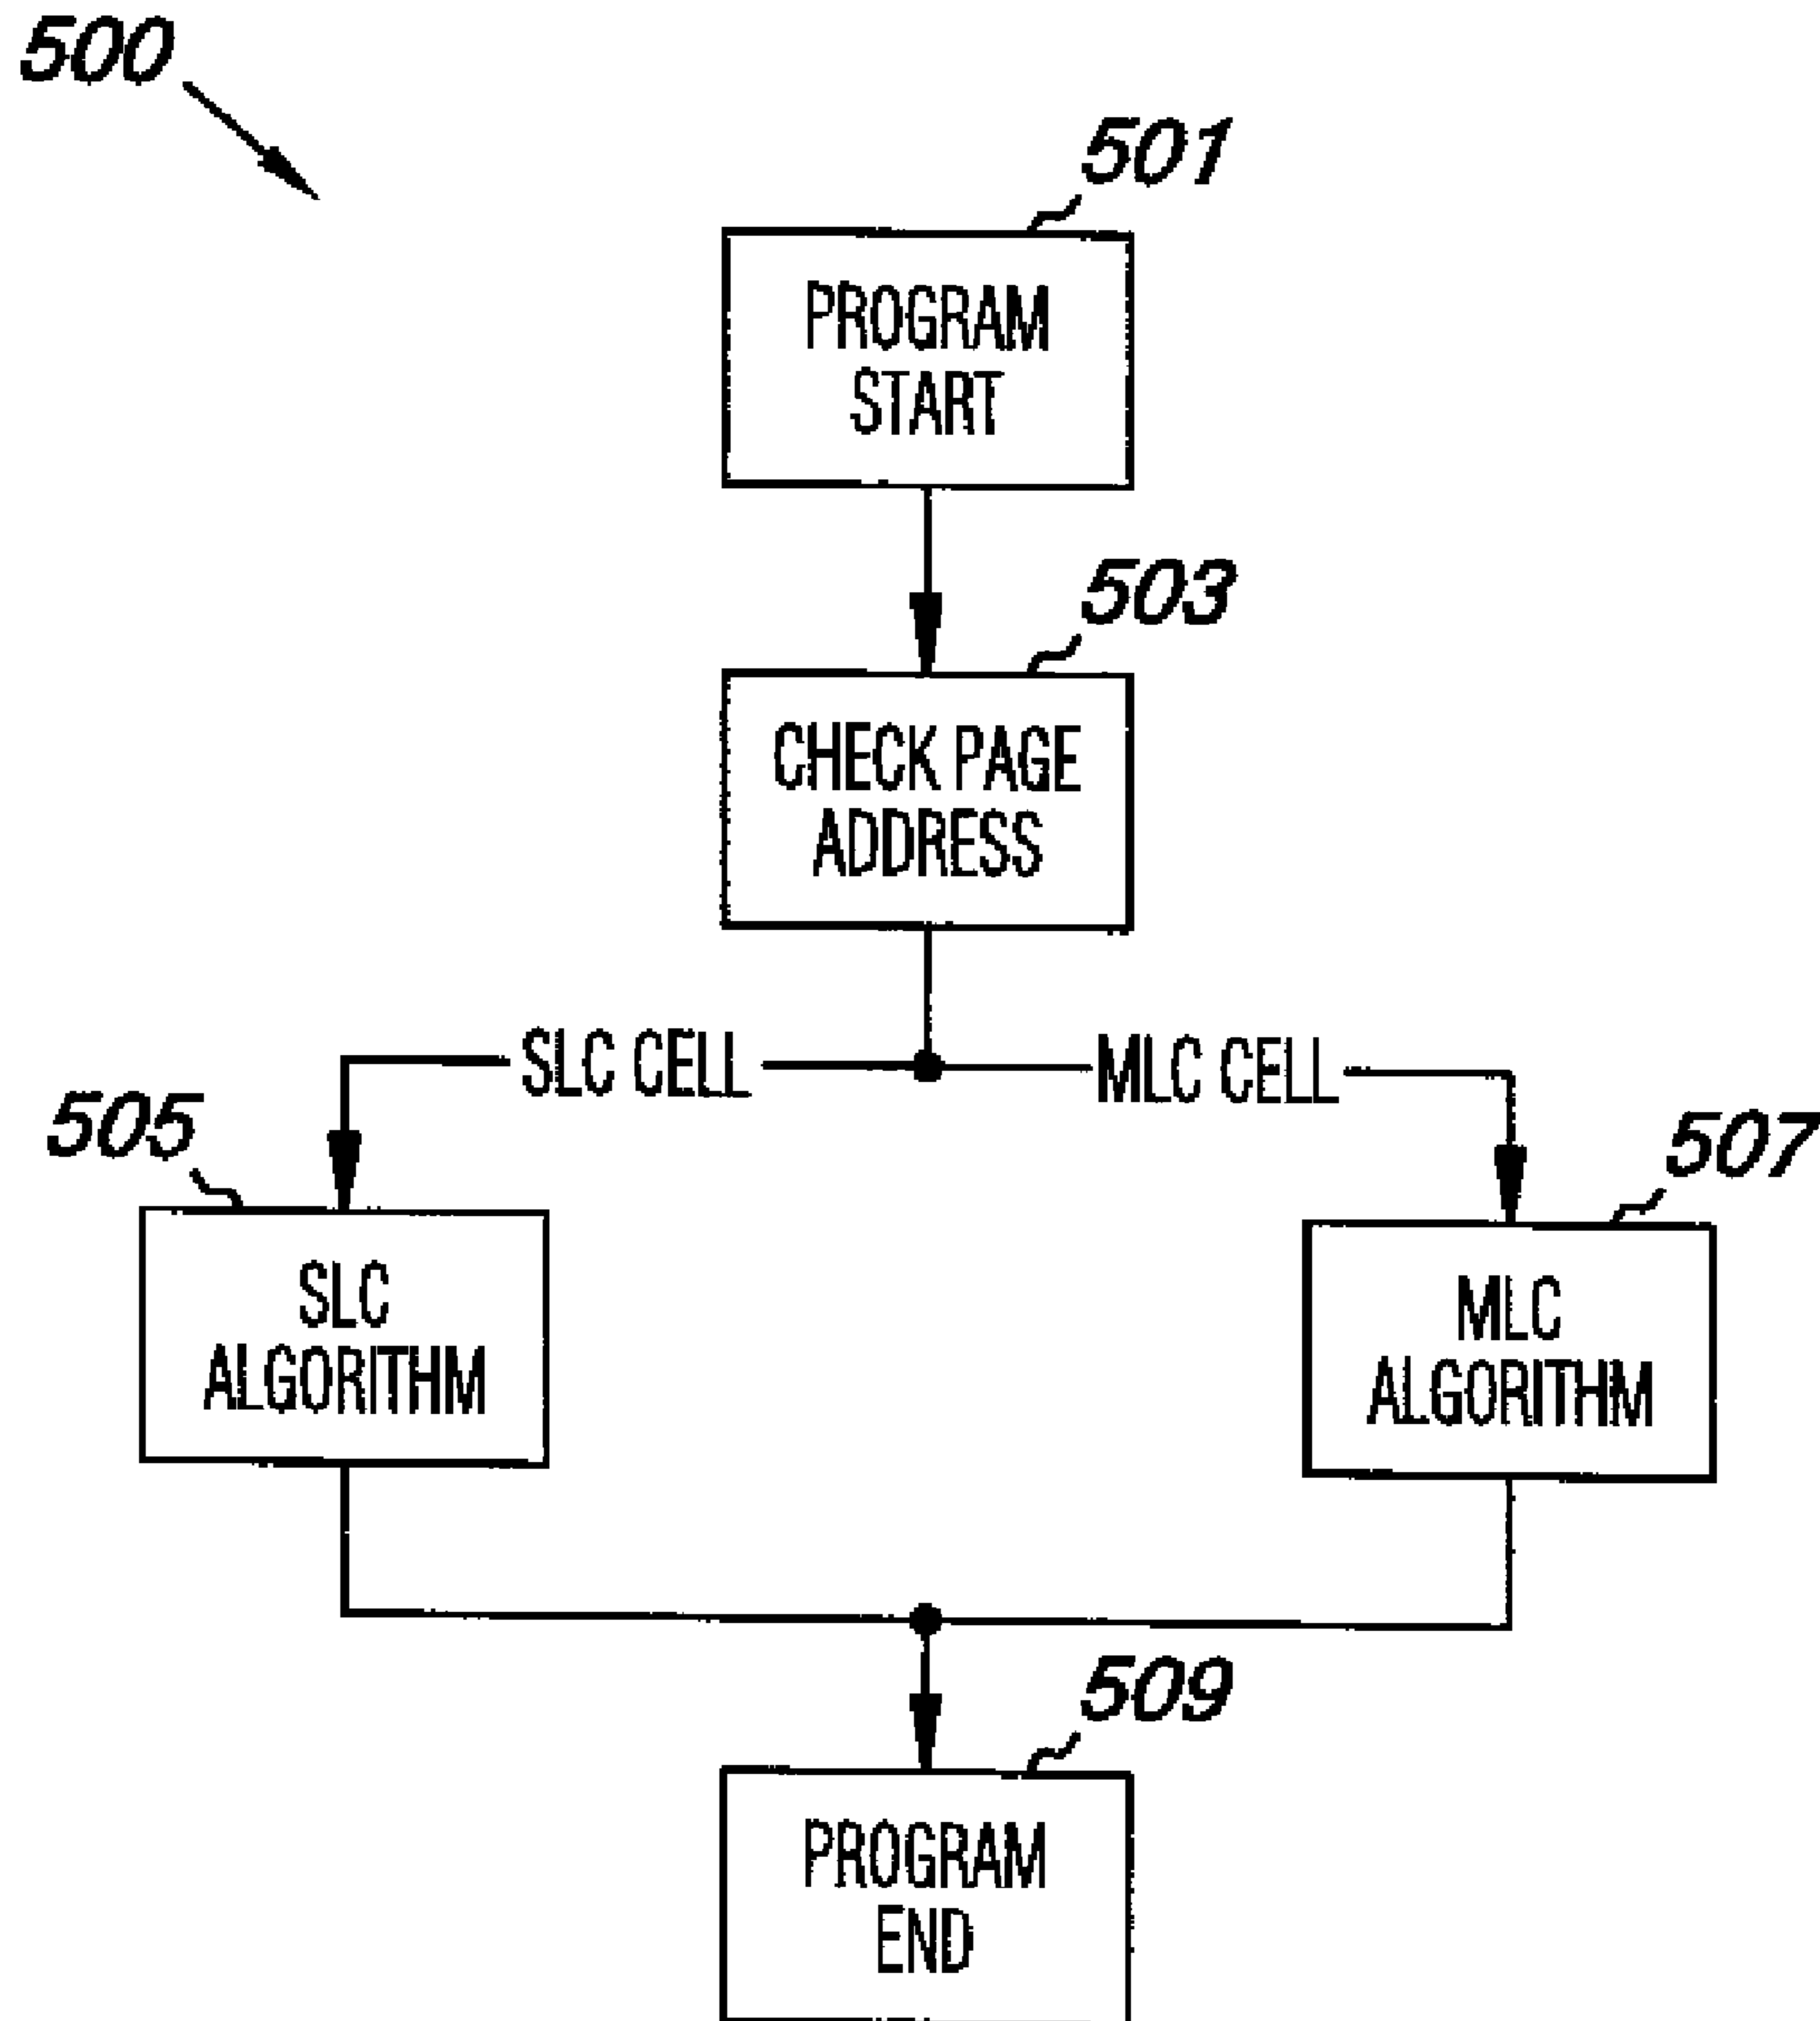 500
501
PROGRAM
START
503
CHECK PAGE
ADDRESS
SLC CELL
MLC CELL
505
507
SLC
ALGORITHM
MLC
ALGORITHM
509
PROGRAM
END